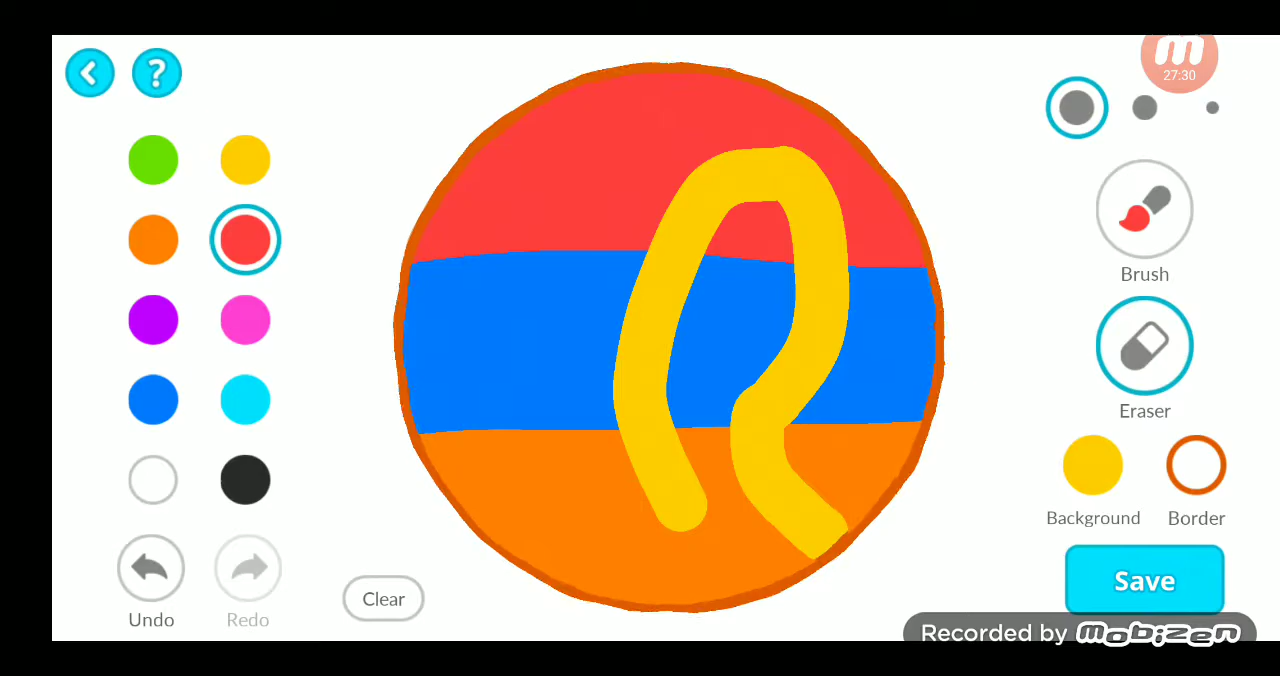 ?
27:30
Brush
Eraser
Background Border
Save
Undo Redo
Clear
Recorded by mobizen